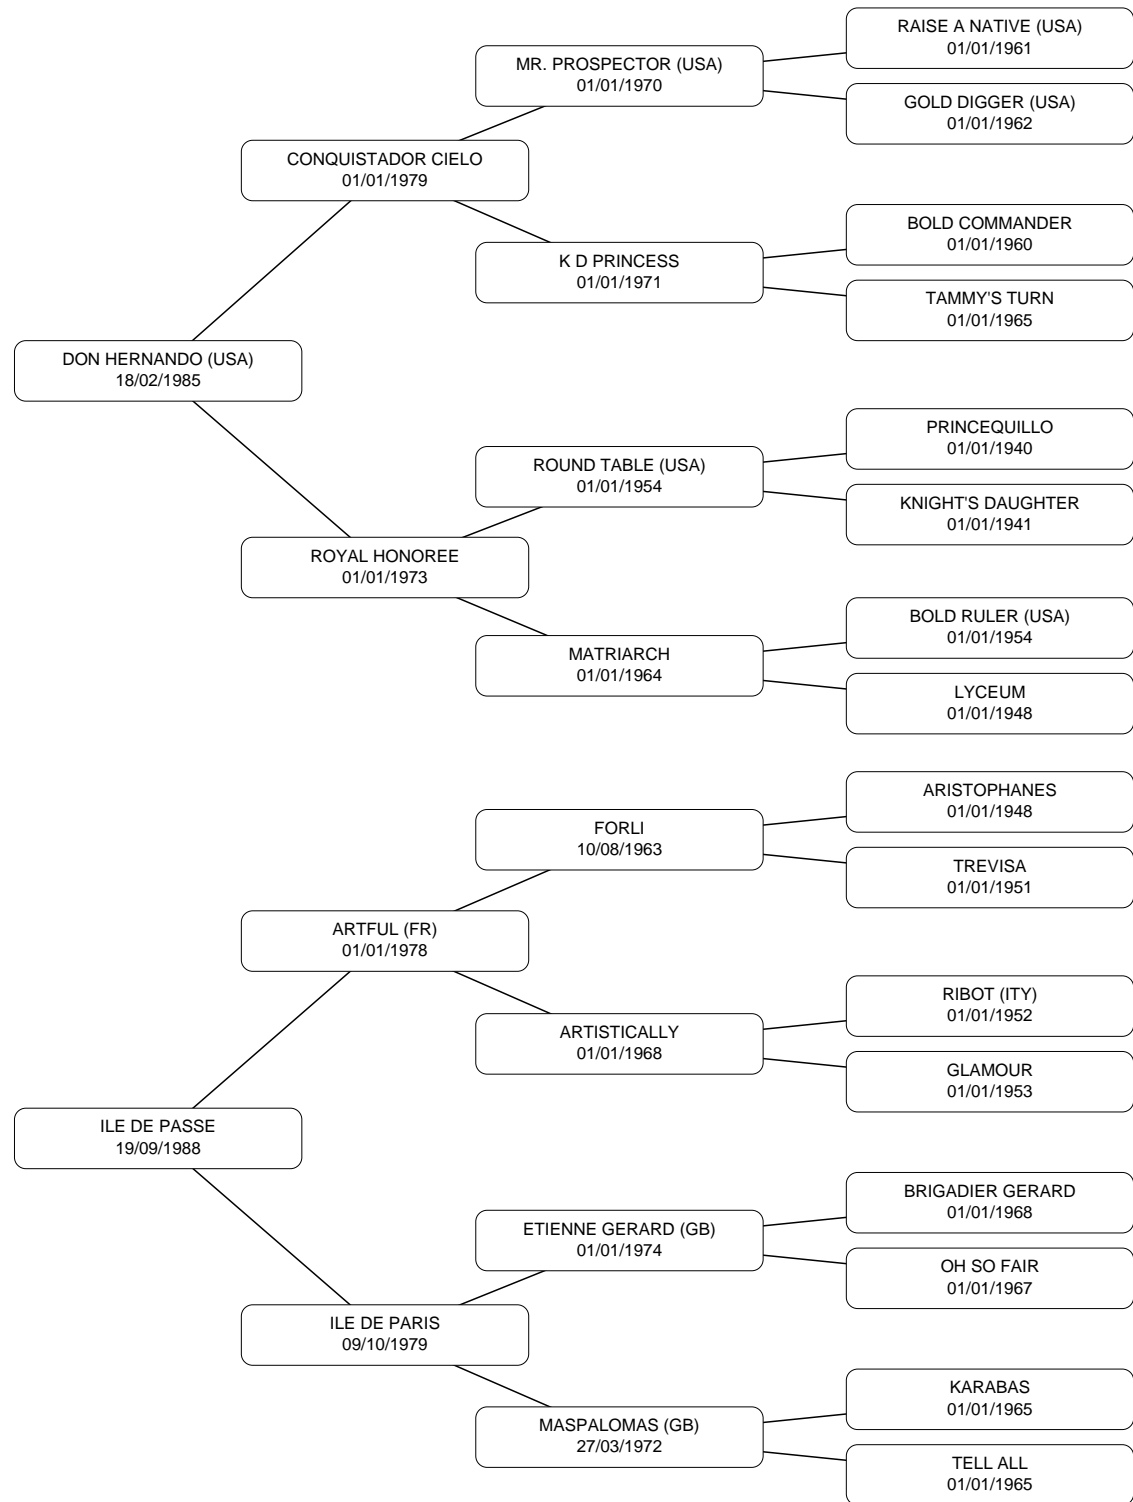 RAISE A NATIVE (USA)
01/01/1961
MR. PROSPECTOR (USA)
01/01/1970
GOLD DIGGER (USA)
01/01/1962
CONQUISTADOR CIELO
01/01/1979
BOLD COMMANDER
01/01/1960
K D PRINCESS
01/01/1971
TAMMY'S TURN
01/01/1965
DON HERNANDO (USA)
18/02/1985
PRINCEQUILLO
01/01/1940
ROUND TABLE (USA)
01/01/1954
KNIGHT'S DAUGHTER
01/01/1941
ROYAL HONOREE
01/01/1973
BOLD RULER (USA)
01/01/1954
MATRIARCH
01/01/1964
LYCEUM
01/01/1948
ARISTOPHANES
01/01/1948
FORLI
10/08/1963
TREVISA
01/01/1951
ARTFUL (FR)
01/01/1978
RIBOT (ITY)
01/01/1952
ARTISTICALLY
01/01/1968
GLAMOUR
01/01/1953
ILE DE PASSE
19/09/1988
BRIGADIER GERARD
01/01/1968
ETIENNE GERARD (GB)
01/01/1974
OH SO FAIR
01/01/1967
ILE DE PARIS
09/10/1979
KARABAS
01/01/1965
MASPALOMAS (GB)
27/03/1972
TELL ALL
01/01/1965